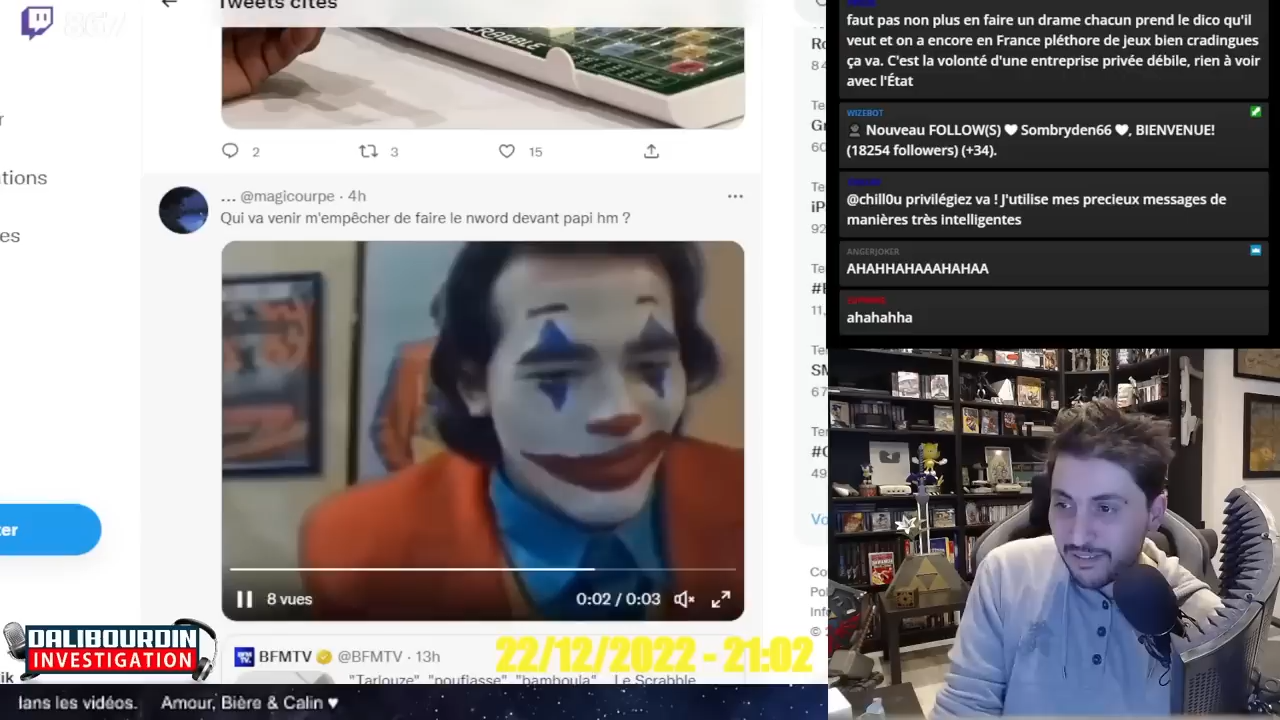 867
Tweets cités
SCRABBLE
2
3
15
... @magicourpe · 4h
Qui va venir m'empêcher de faire le nword devant papi hm ?
8 vues
0:02 / 0:03
BFMTV @BFMTV · 13h
"Tarlouze", "poufiasse", "bamboula"... Le Scrabble
22/12/2022 - 21:02
DALIBOURDIN
INVESTIGATION
lans les vidéos. Amour, Bière & Calin ♥
faut pas non plus en faire un drame chacun prend le dico qu'il
veut et on a encore en France pléthore de jeux bien cradingues
ça va. C'est la volonté d'une entreprise privée débile, rien à voir
avec l'État
WIZEBOT
Nouveau FOLLOW(S) ♥ Sombryden66 ♥, BIENVENUE!
(18254 followers) (+34).
@chill0u privilégiez va ! J'utilise mes precieux messages de
manières très intelligentes
ANGERJOKER
AHAHHAHAAAHAHAA
ahahahha